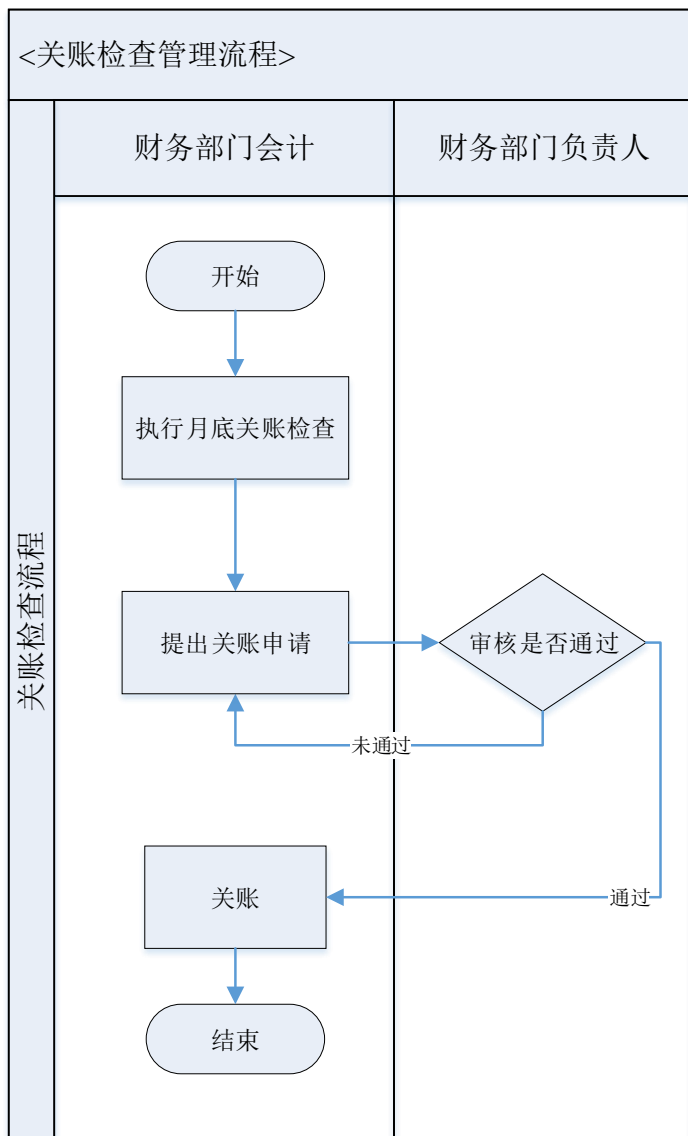 <关账检查管理流程>
财务部门会计
财务部门负责人
关账检查流程
开始
执行月底关账检查
提出关账申请
审核是否通过
未通过
关账
通过
结束